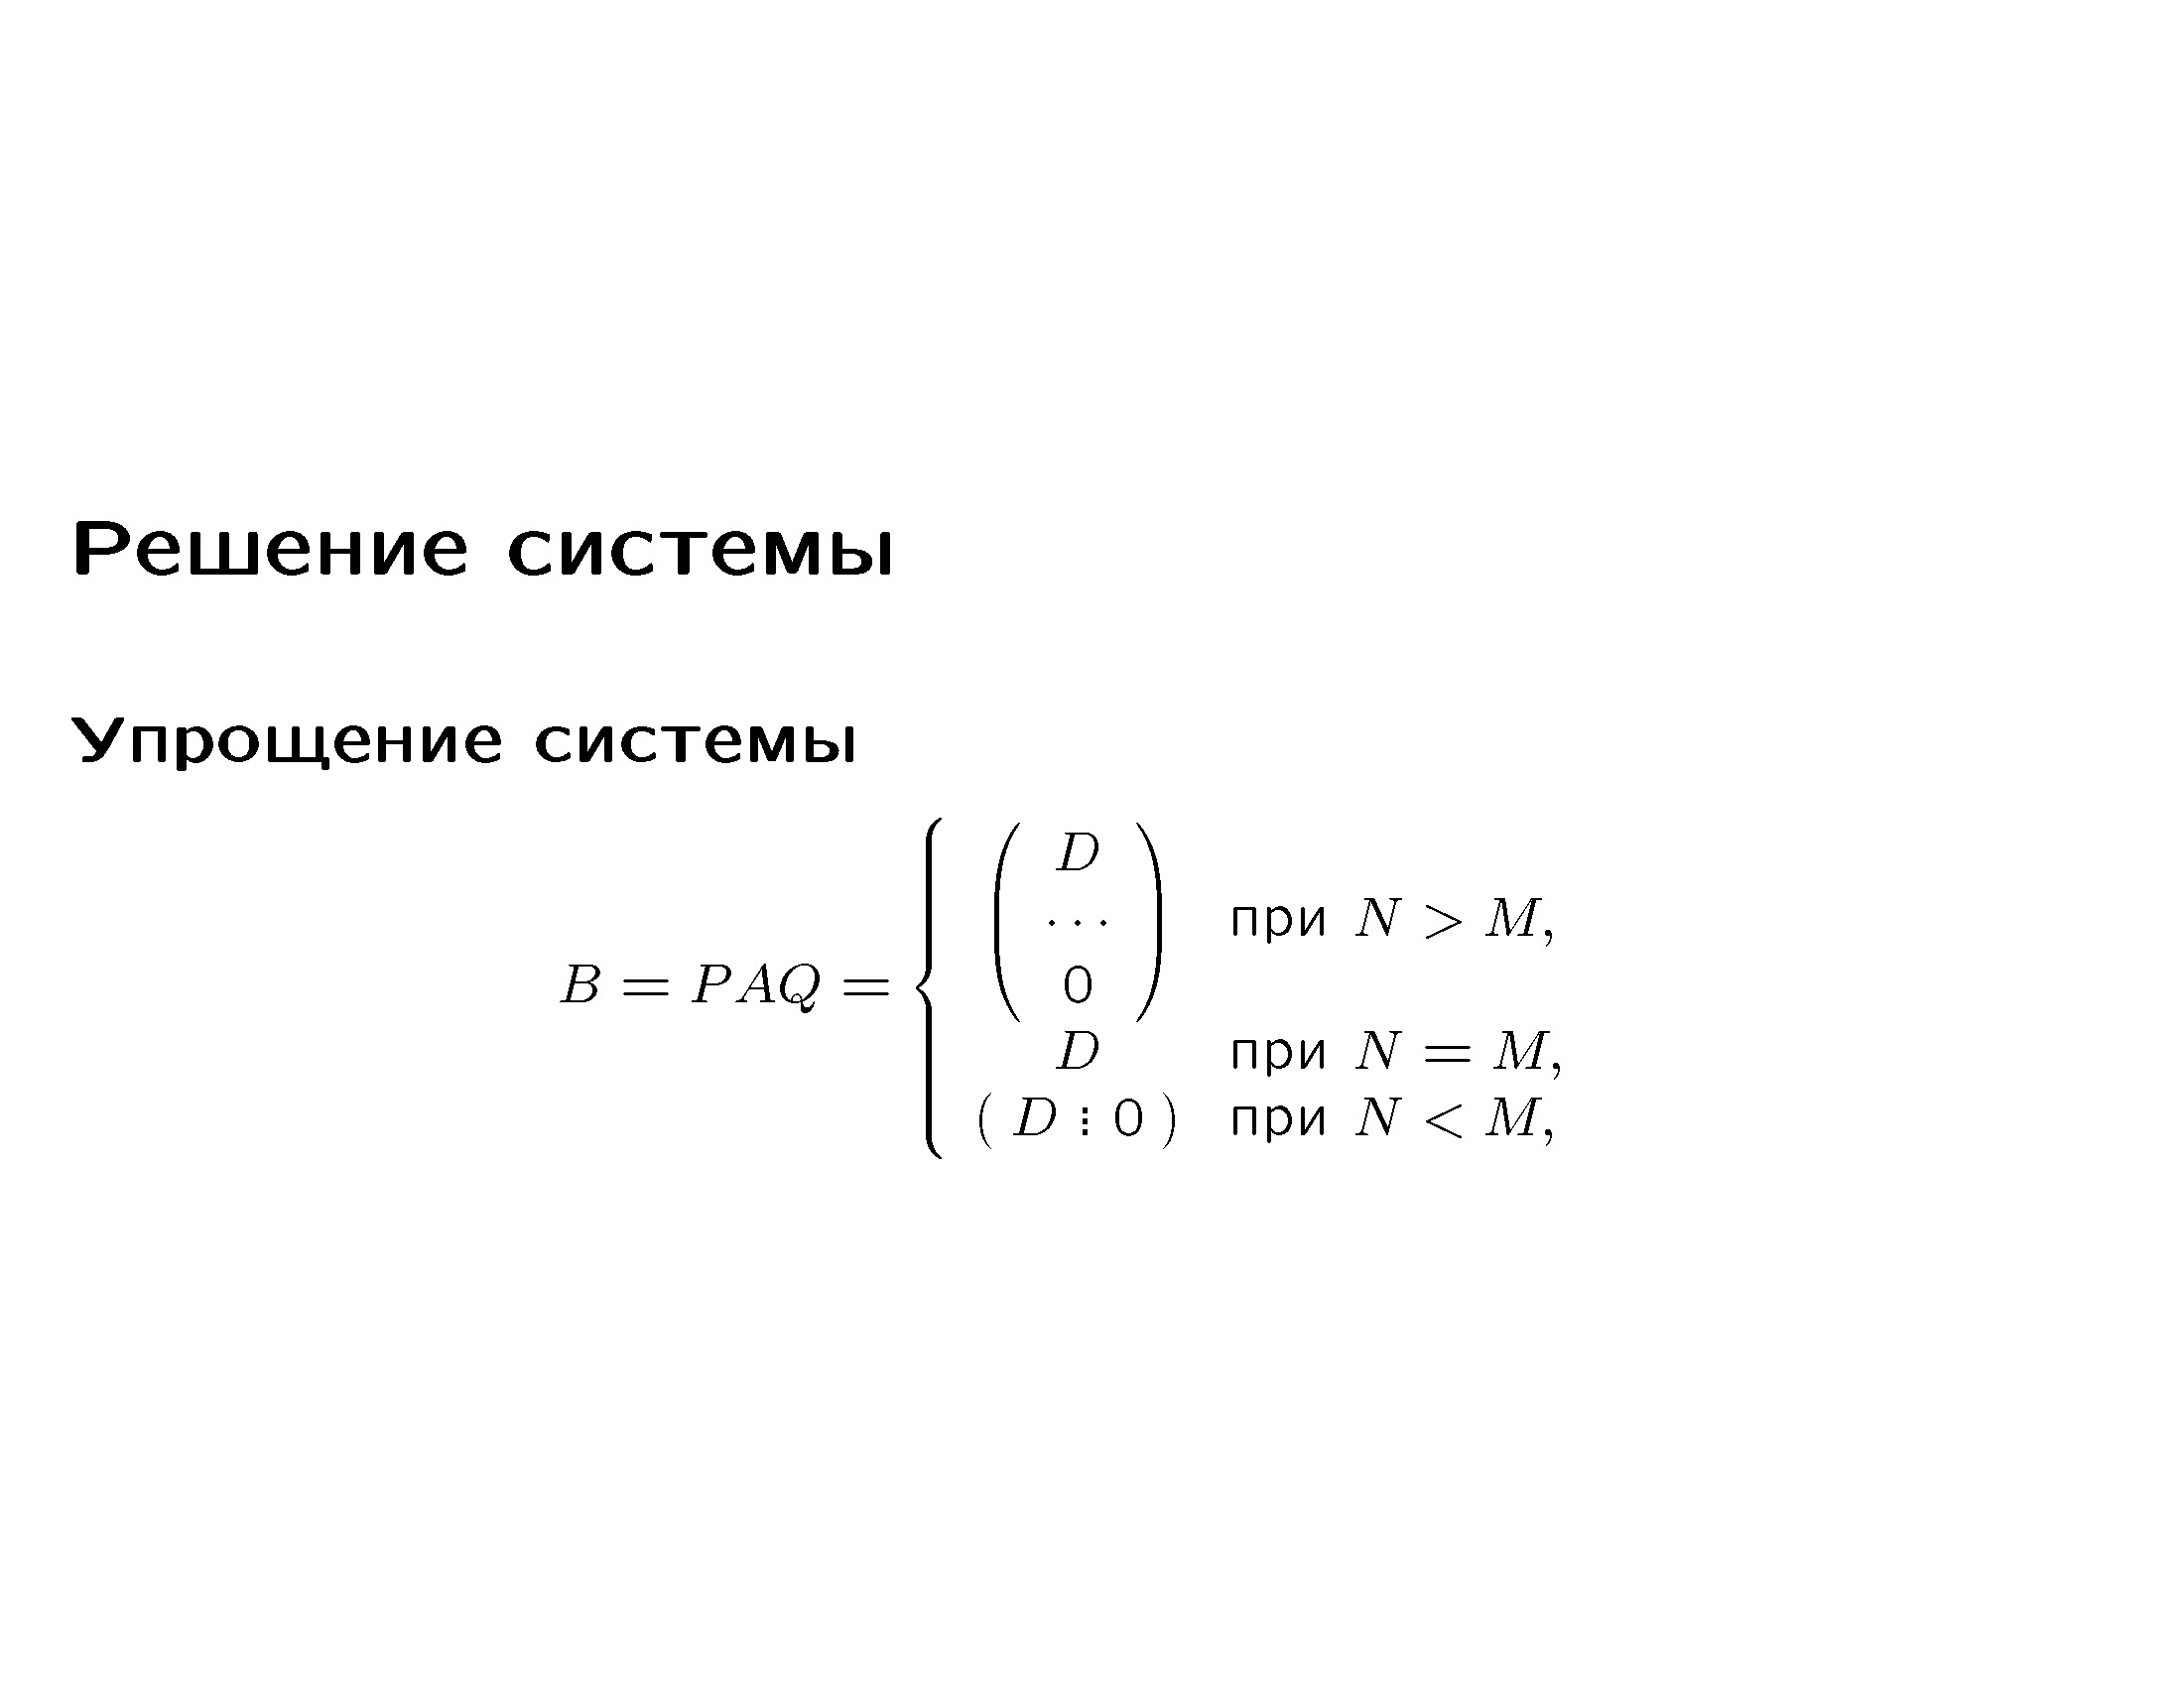 Решение системы
Упрощение системы
D
⋯ при N > M,
B = PAQ = {
0
D при N = M,
( D ⋮ 0 ) при N < M,